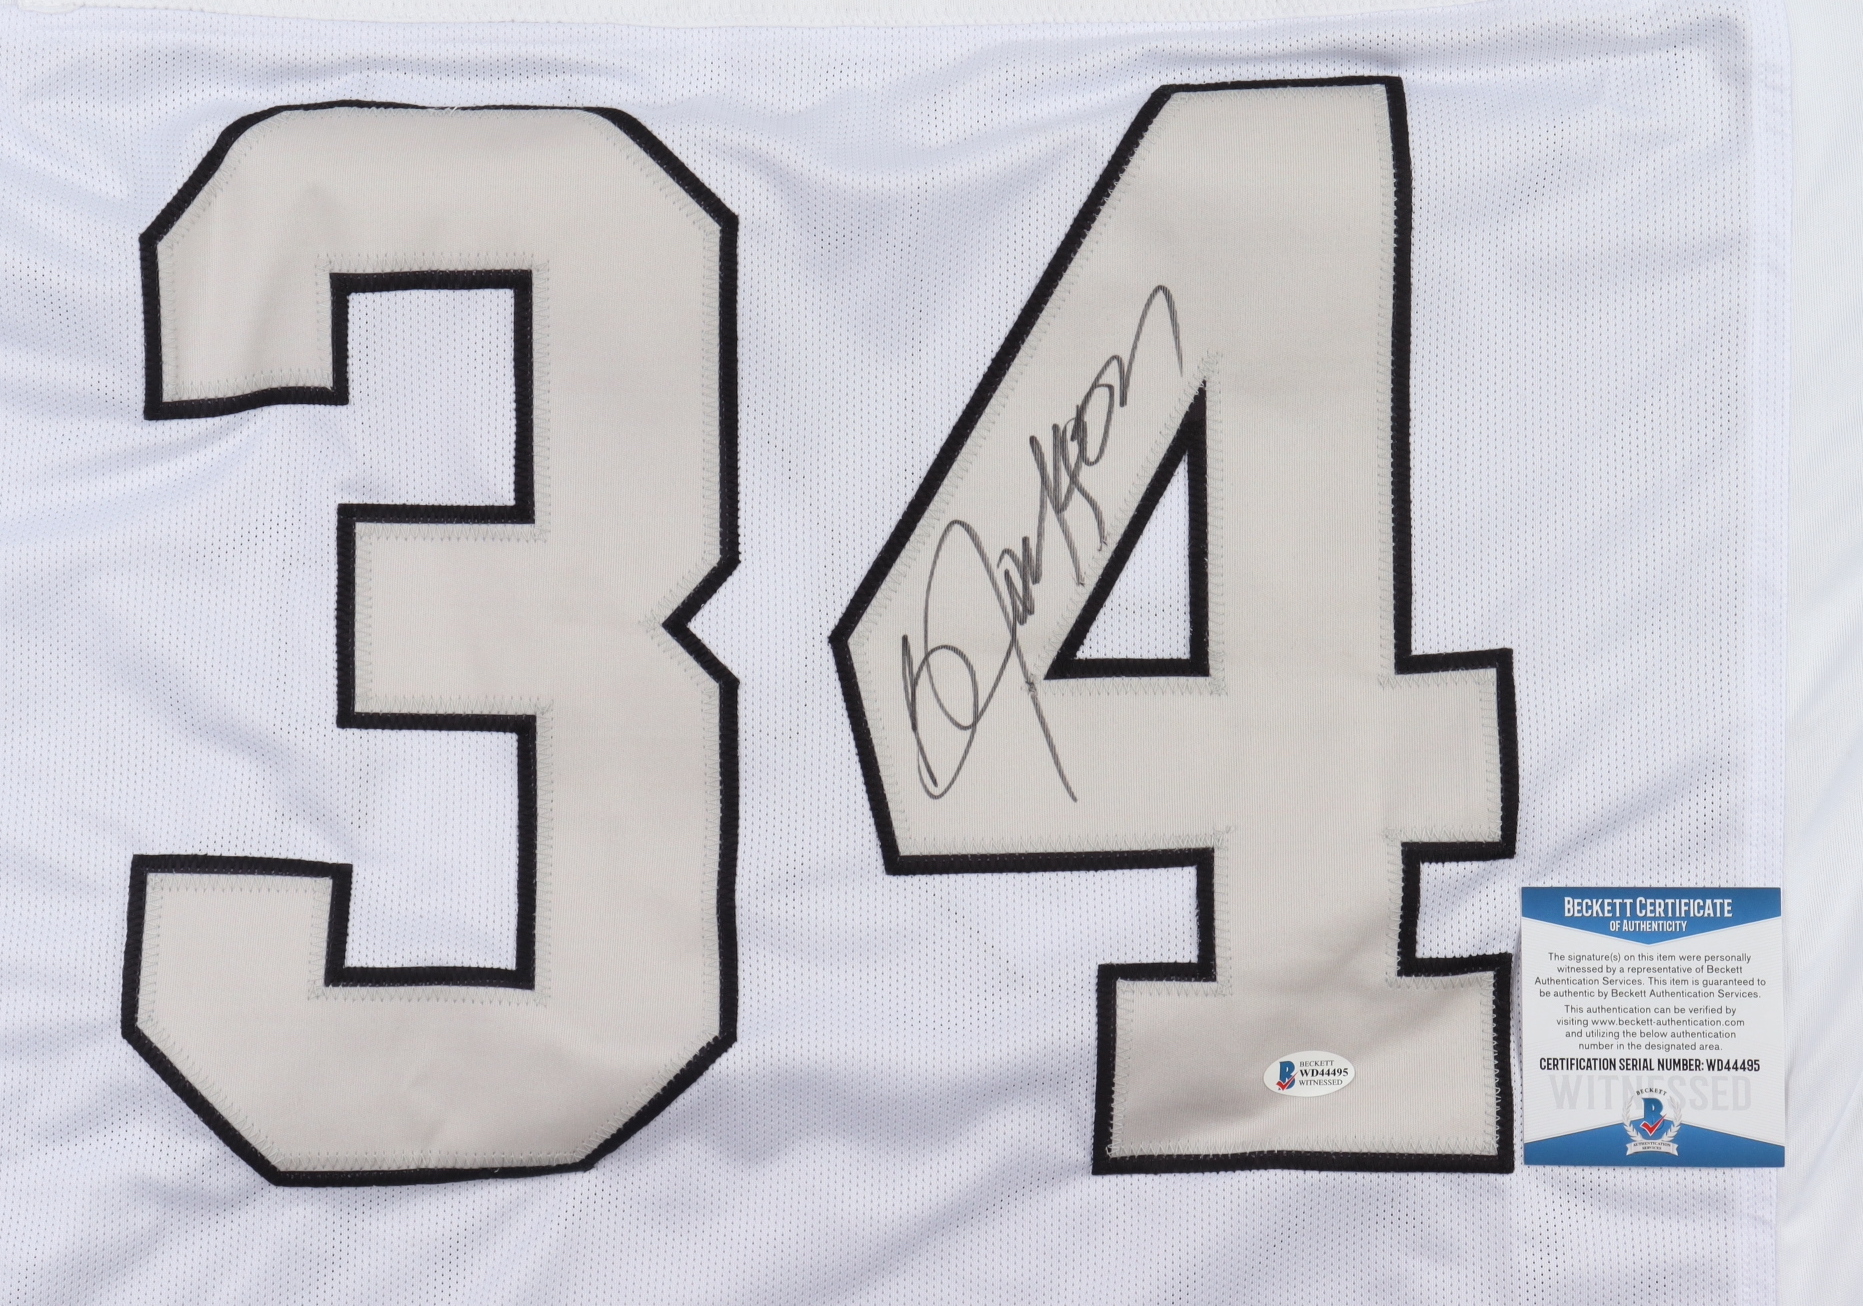 34
BECKETT
WD44495
WITNESSED
BECKETT CERTIFICATE
OF AUTHENTICITY
The signature(s) on this item were personally
witnessed by a representative of Beckett
Authentication Services. This item is guaranteed to
be authentic by Beckett Authentication Services.
This authentication can be verified by
visiting www.beckett-authentication.com
and utilizing the below authentication
number in the designated area.
CERTIFICATION SERIAL NUMBER: WD44495
WITNESSED
BECKETT
B
AUTHENTICATION
SERVICES